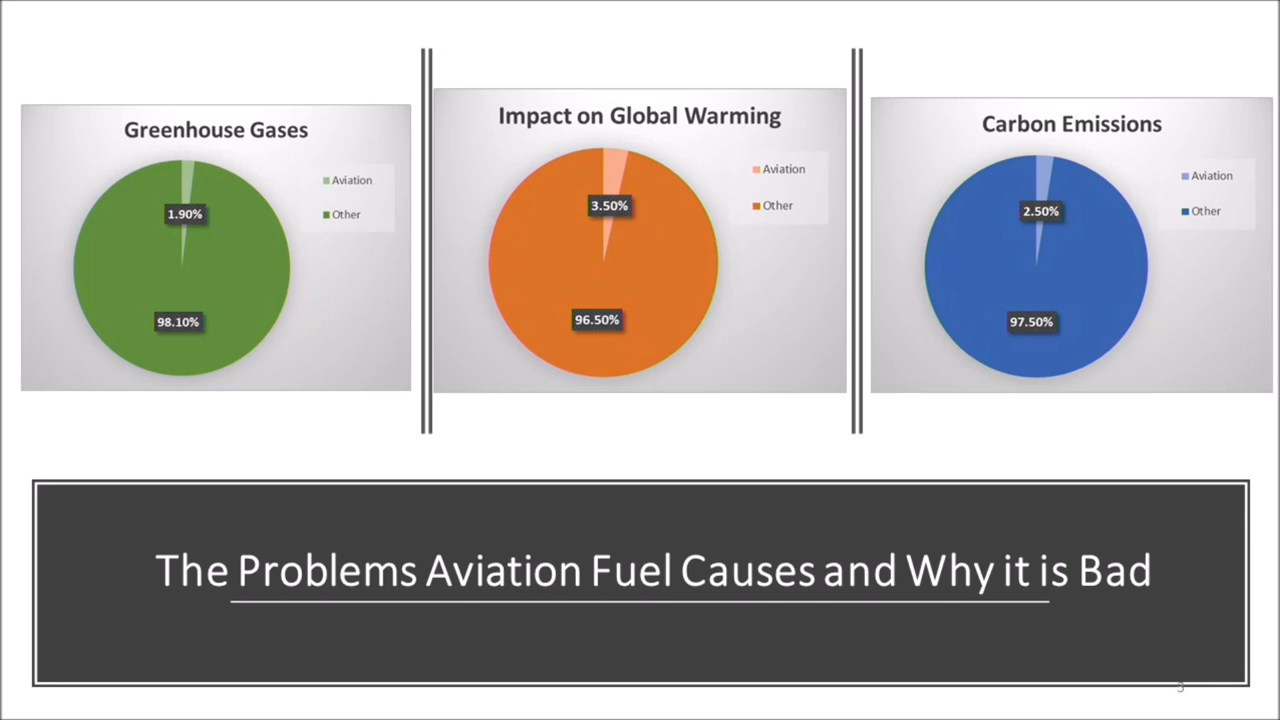 Greenhouse Gases
Aviation
Other
1.90%
98.10%
Impact on Global Warming
Aviation
Other
3.50%
96.50%
Carbon Emissions
Aviation
Other
2.50%
97.50%
The Problems Aviation Fuel Causes and Why it is Bad
3